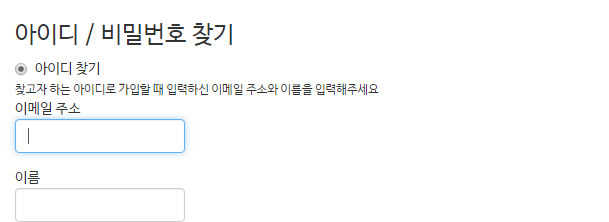 아이디 / 비밀번호 찾기
아이디 찾기
찾고자 하는 아이디로 가입할 때 입력하신 이메일 주소와 이름을 입력해주세요
이메일 주소
이름